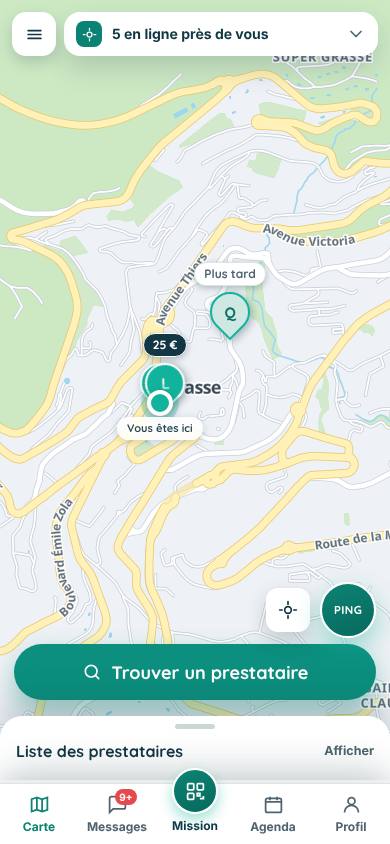 5 en ligne près de vous
SUPER GRASSE
Avenue Victoria
Avenue Thiers
Plus tard
Q
25 €
L
asse
Vous êtes ici
Boulevard Émile Zola
Route de la M
PING
Trouver un prestataire
CLAU
Liste des prestataires
Afficher
9+
Carte
Messages
Mission
Agenda
Profil